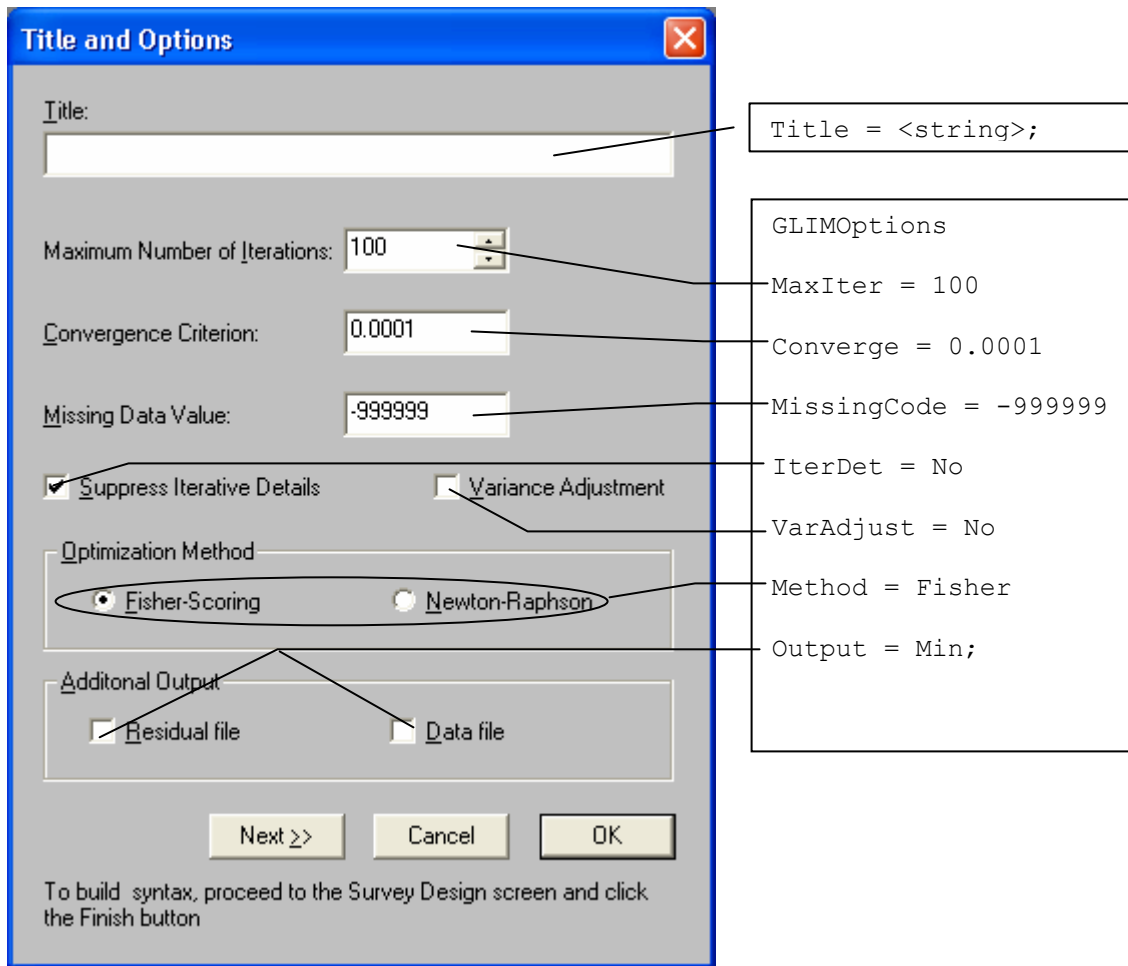 Title and Options
Title:
Title = <string>;
Maximum Number of Iterations:
100
Convergence Criterion:
0.0001
Missing Data Value:
-999999
Suppress Iterative Details
Variance Adjustment
Optimization Method
Fisher-Scoring
Newton-Raphson
Additonal Output
Residual file
Data file
Next >>
Cancel
OK
To build syntax, proceed to the Survey Design screen and click
the Finish button
GLIMOptions
MaxIter = 100
Converge = 0.0001
MissingCode = -999999
IterDet = No
VarAdjust = No
Method = Fisher
Output = Min;